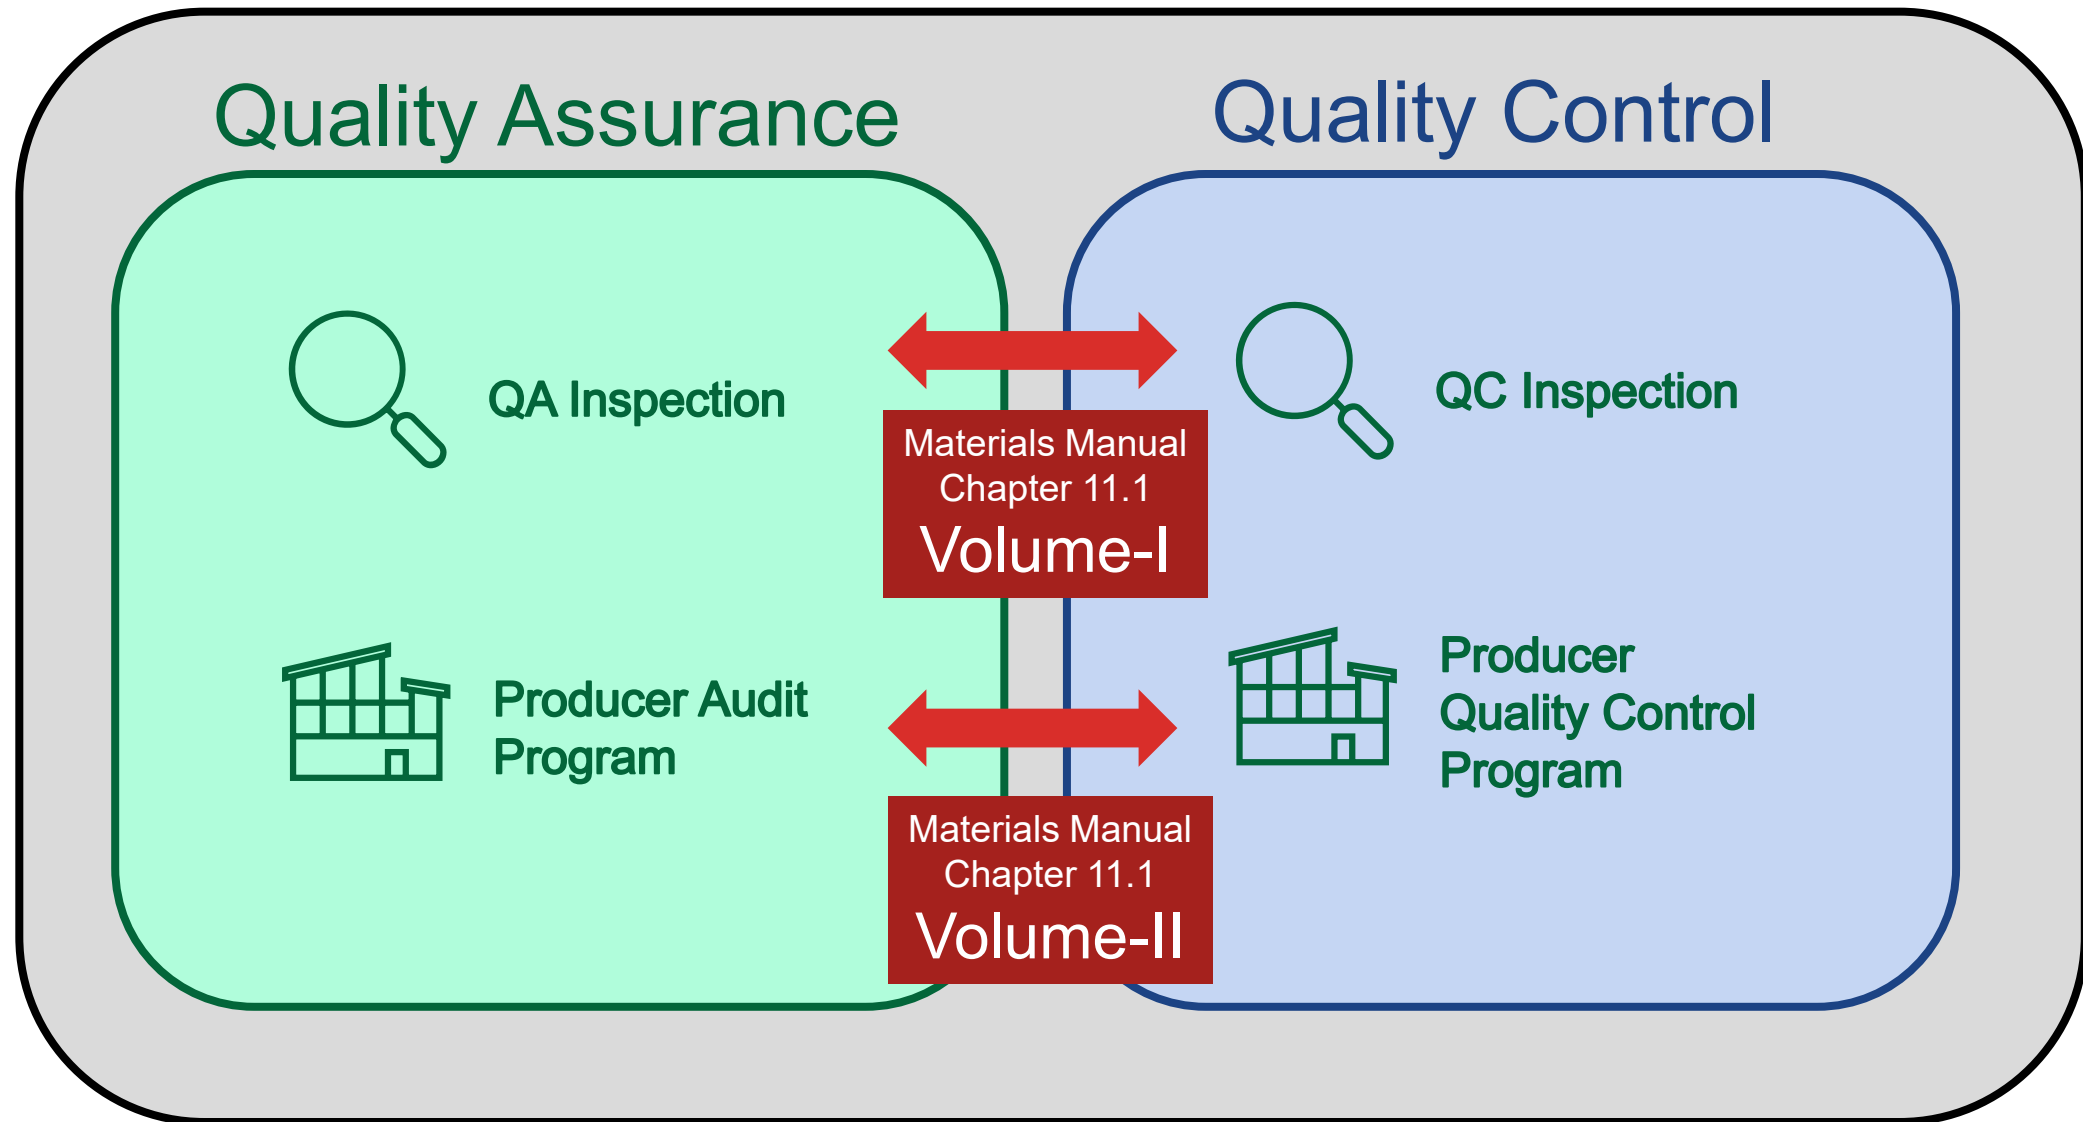 Quality Assurance
Quality Control
QA Inspection
QC Inspection
Materials Manual
Chapter 11.1
Volume-I
Producer Audit
Program
Producer
Quality Control
Program
Materials Manual
Chapter 11.1
Volume-II